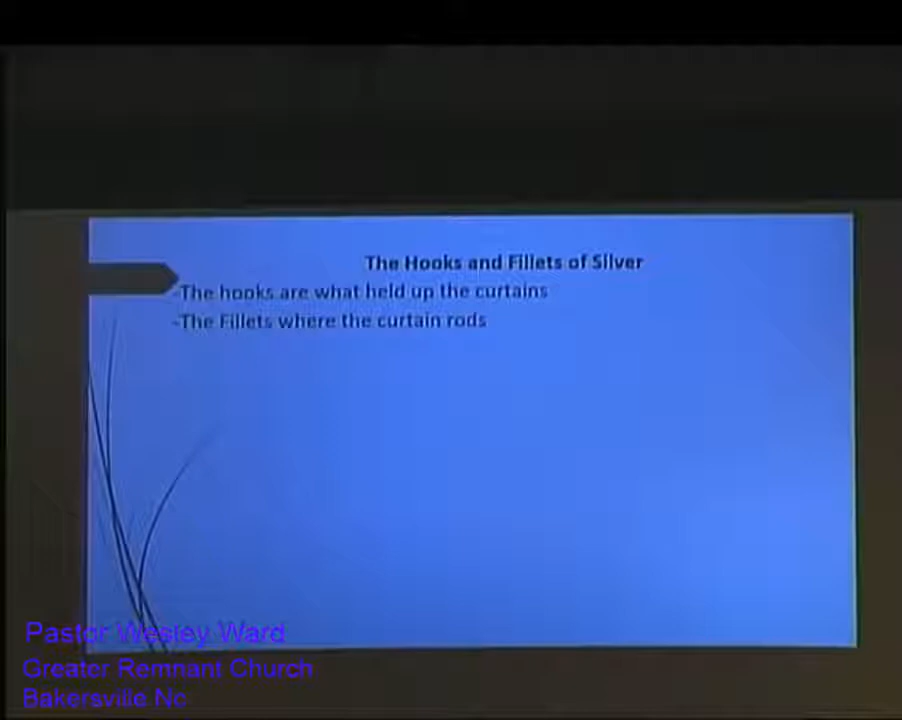 The Hooks and Fillets of Silver
-The hooks are what held up the curtains
-The Fillets where the curtain rods
Pastor Wesley Ward
Greater Remnant Church
Bakersville Nc